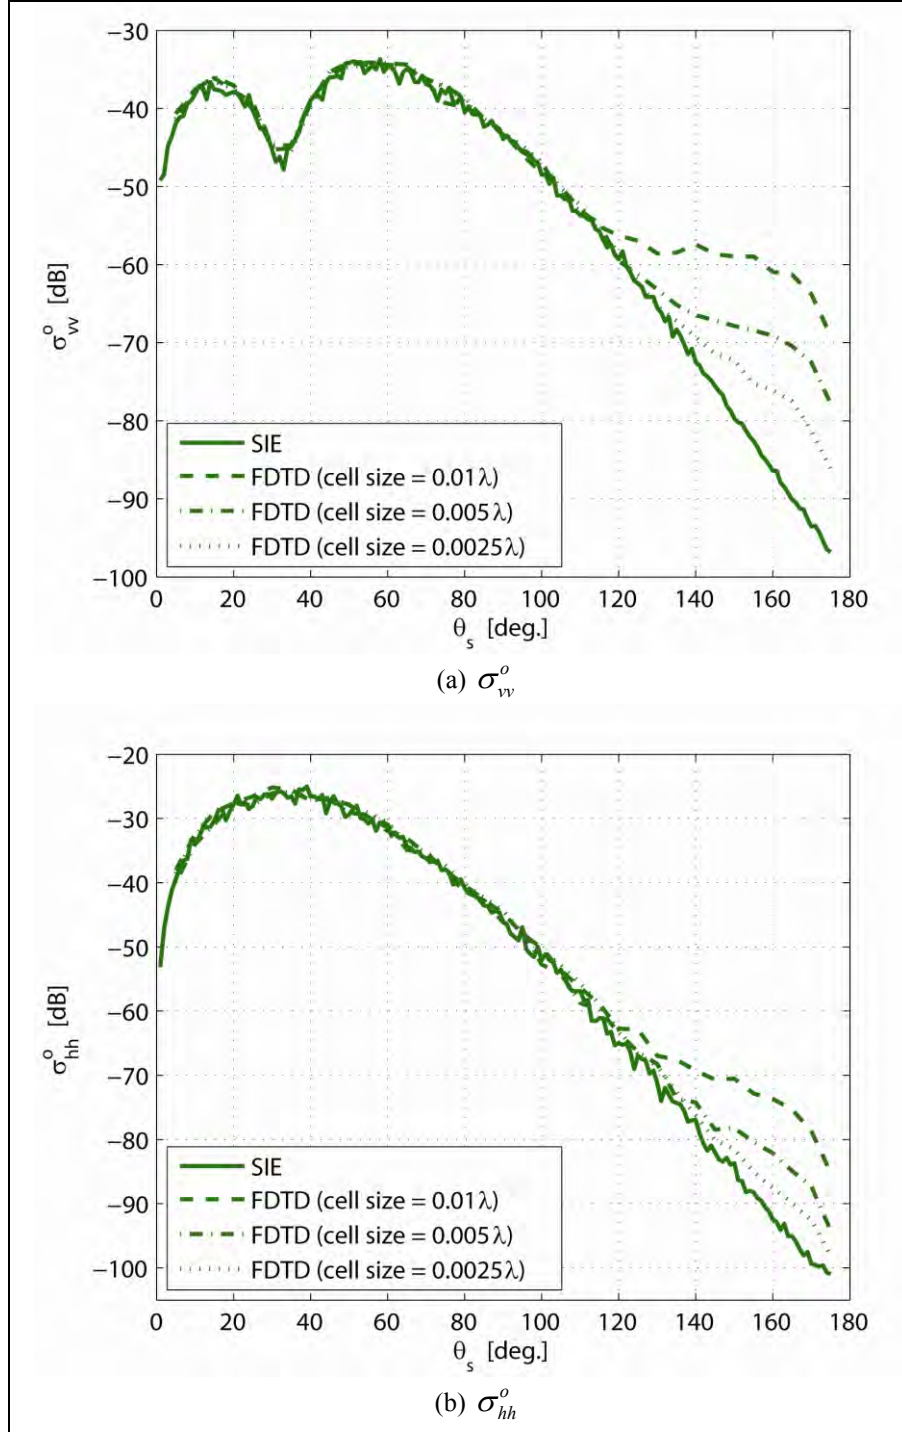 −30
−40
−50
−60
−70
−80
−90
−100
σ°vv [dB]
SIE
FDTD (cell size = 0.01λ)
FDTD (cell size = 0.005λ)
FDTD (cell size = 0.0025λ)
0 20 40 60 80 100 120 140 160 180
θs [deg.]
(a) σ°vv
−20
−30
−40
−50
−60
−70
−80
−90
−100
σ°hh [dB]
SIE
FDTD (cell size = 0.01λ)
FDTD (cell size = 0.005λ)
FDTD (cell size = 0.0025λ)
0 20 40 60 80 100 120 140 160 180
θs [deg.]
(b) σ°hh